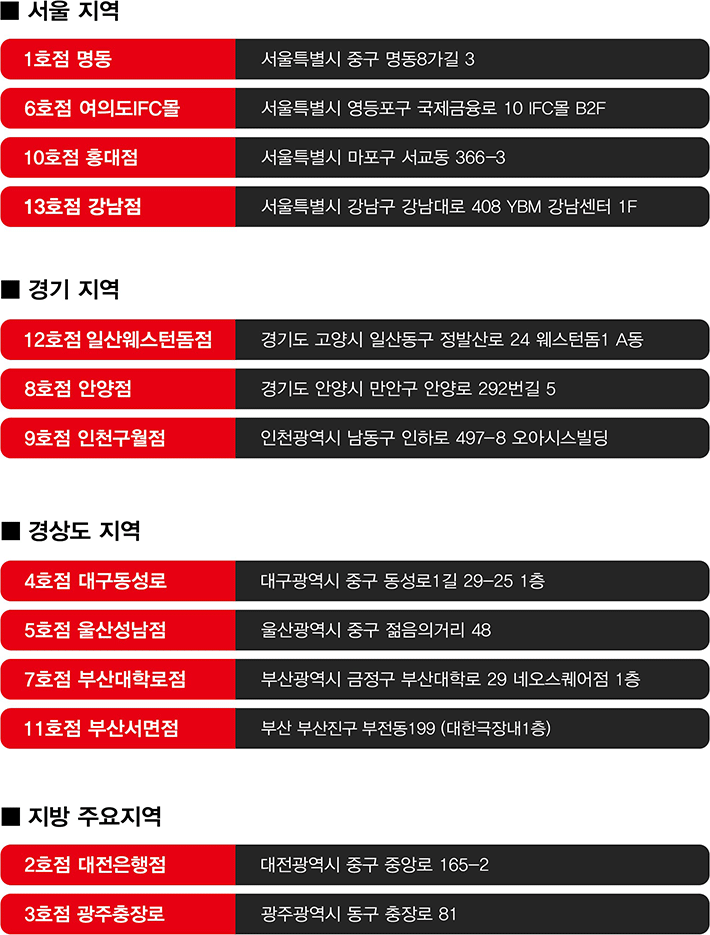 ■ 서울 지역
1호점 명동 서울특별시 중구 명동8가길 3
6호점 여의도IFC몰 서울특별시 영등포구 국제금융로 10 IFC몰 B2F
10호점 홍대점 서울특별시 마포구 서교동 366-3
13호점 강남점 서울특별시 강남구 강남대로 408 YBM 강남센터 1F
■ 경기 지역
12호점 일산웨스턴돔점 경기도 고양시 일산동구 정발산로 24 웨스턴돔1 A동
8호점 안양점 경기도 안양시 만안구 안양로 292번길 5
9호점 인천구월점 인천광역시 남동구 인하로 497-8 오아시스빌딩
■ 경상도 지역
4호점 대구동성로 대구광역시 중구 동성로1길 29-25 1층
5호점 울산성남점 울산광역시 중구 젊음의거리 48
7호점 부산대학로점 부산광역시 금정구 부산대학로 29 네오스퀘어점 1층
11호점 부산서면점 부산 부산진구 부전동199 (대한극장내1층)
■ 지방 주요지역
2호점 대전은행점 대전광역시 중구 중앙로 165-2
3호점 광주충장로 광주광역시 동구 충장로 81